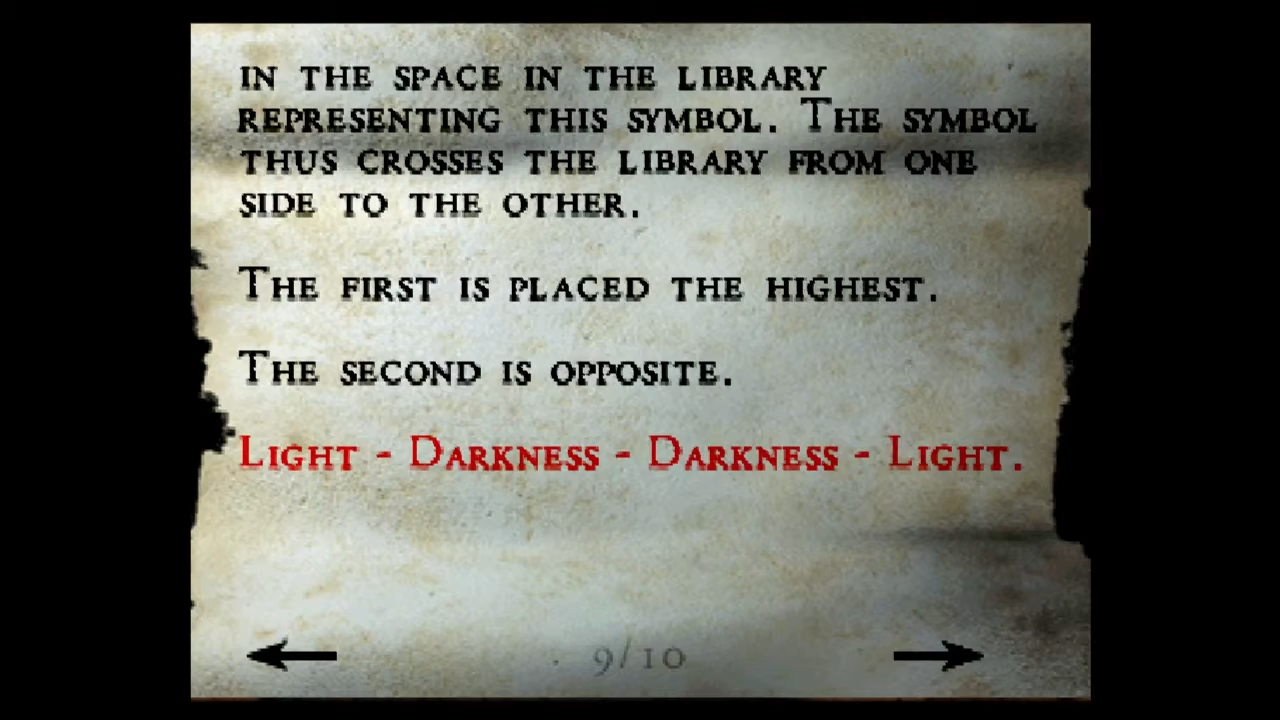 IN THE SPACE IN THE LIBRARY
REPRESENTING THIS SYMBOL. THE SYMBOL
THUS CROSSES THE LIBRARY FROM ONE
SIDE TO THE OTHER.
THE FIRST IS PLACED THE HIGHEST.
THE SECOND IS OPPOSITE.
LIGHT - DARKNESS - DARKNESS - LIGHT.
9/10